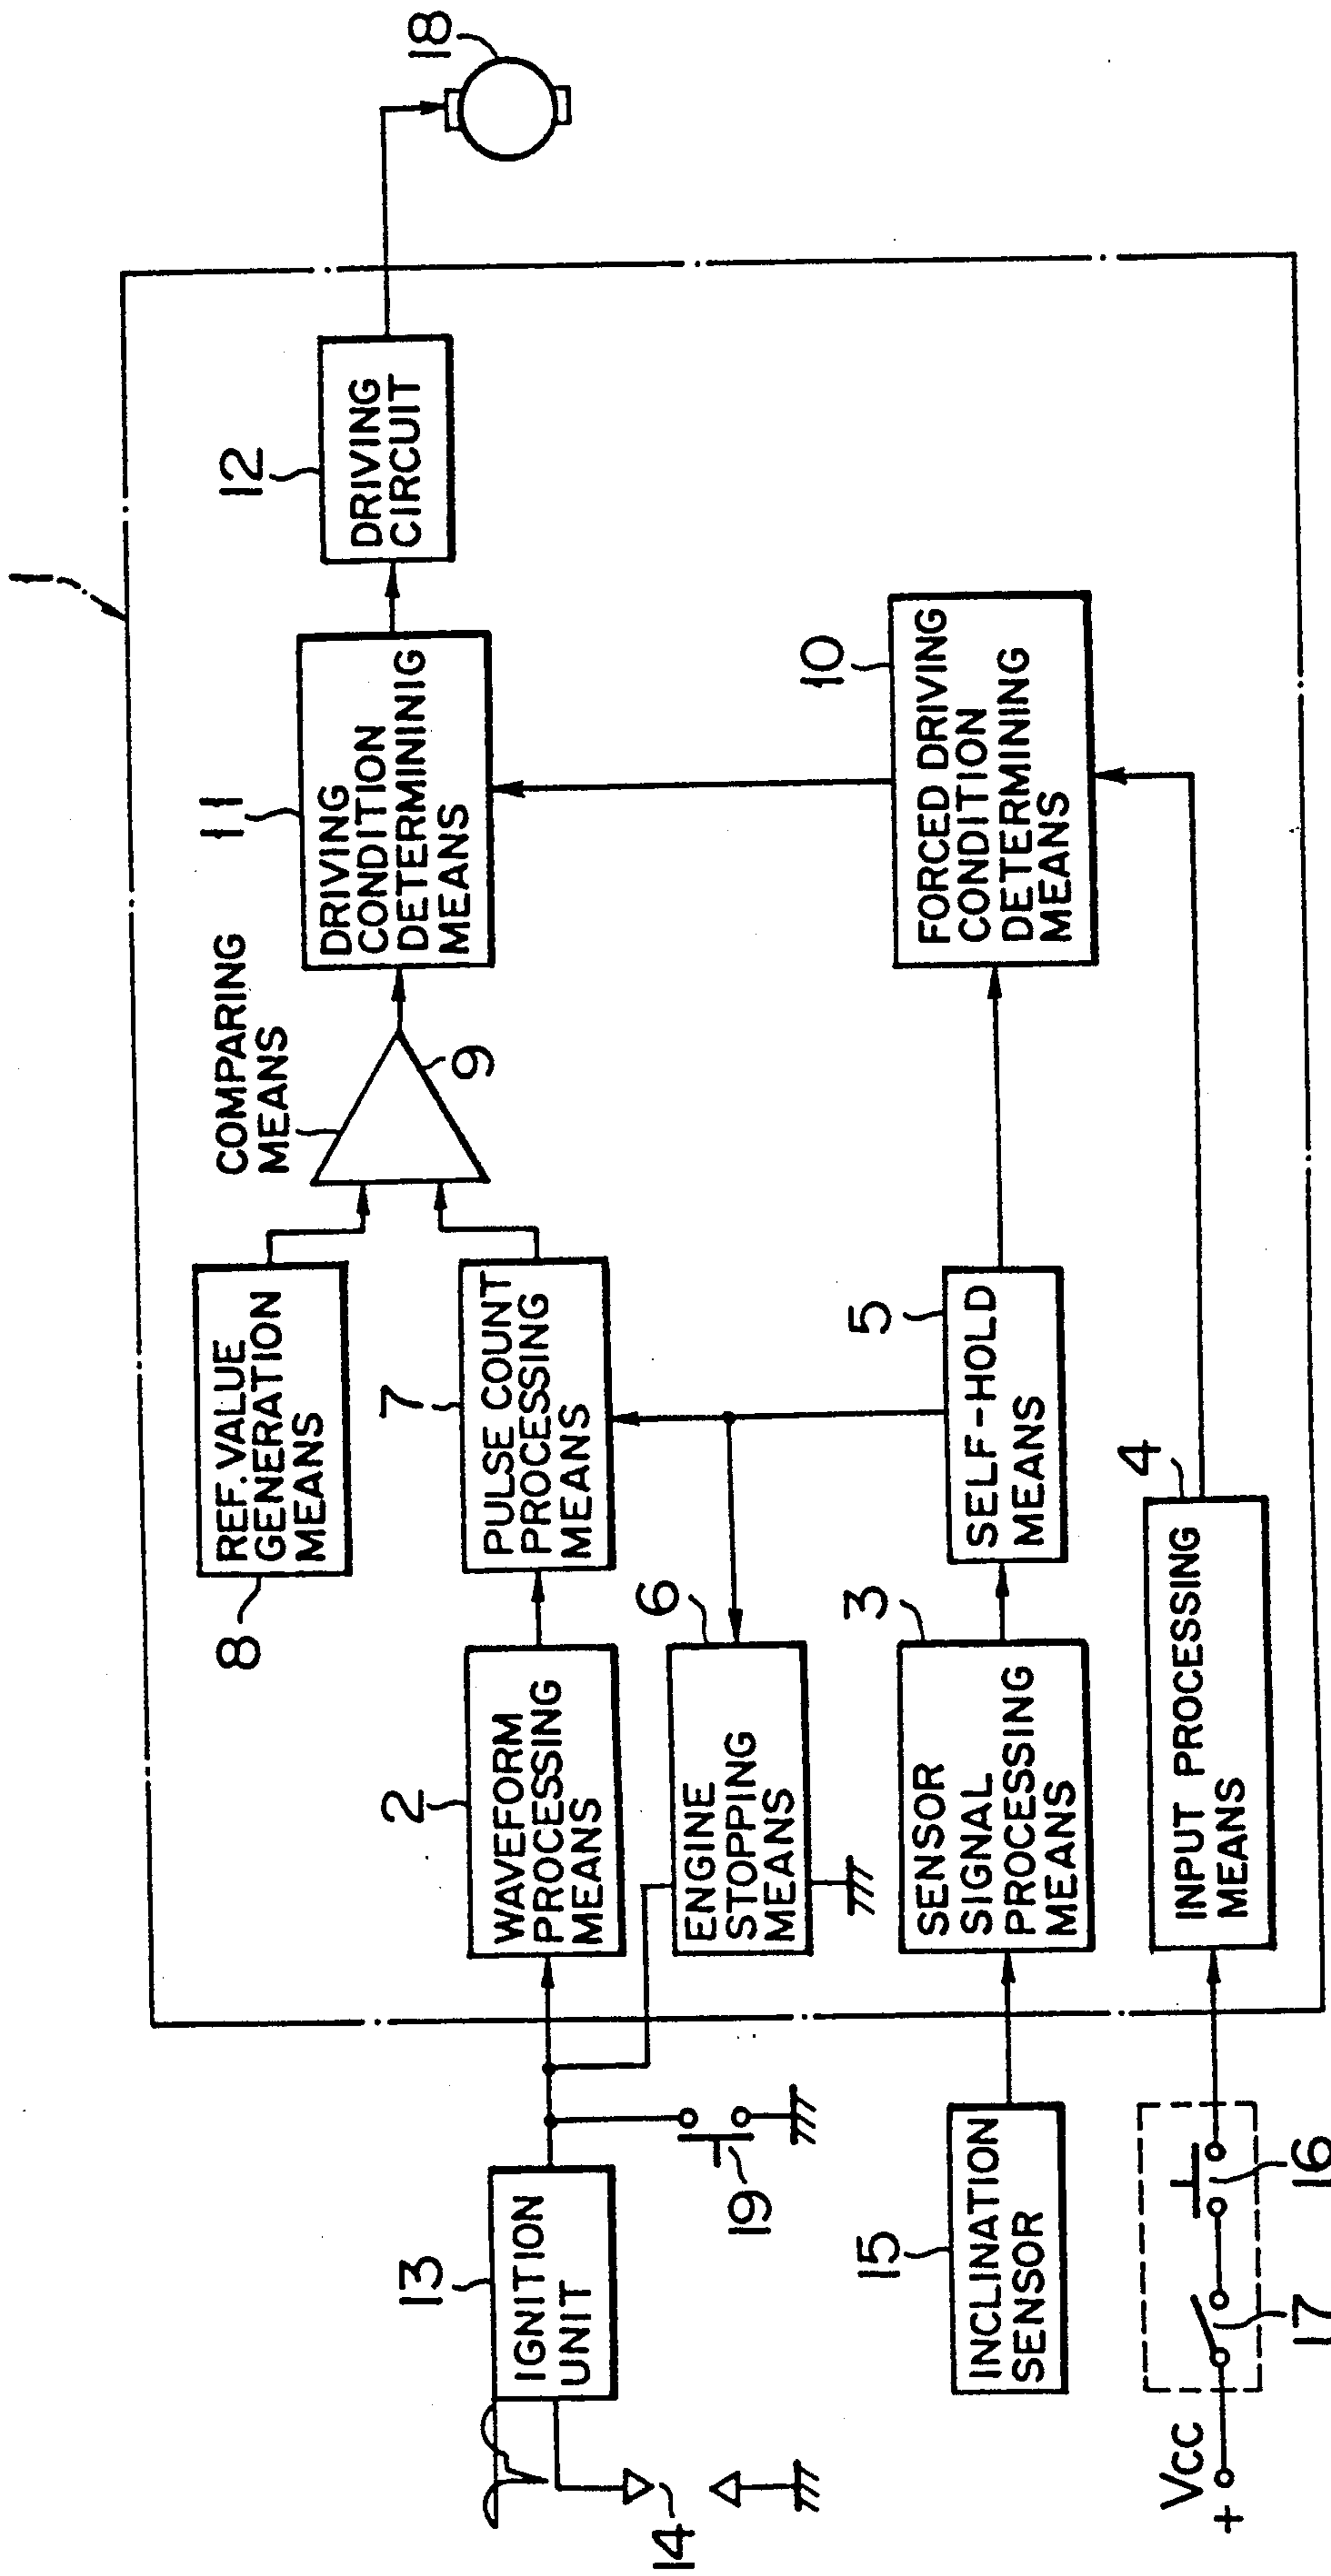 1
18
12
DRIVING
CIRCUIT
11
DRIVING
CONDITION
DETERMININIG
MEANS
COMPARING
MEANS
9
REF. VALUE
GENERATION
MEANS
8
7
PULSE COUNT
PROCESSING
MEANS
2
WAVEFORM
PROCESSING
MEANS
6
ENGINE
STOPPING
MEANS
10
FORCED DRIVING
CONDITION
DETERMINING
MEANS
5
SELF-HOLD
MEANS
3
SENSOR
SIGNAL
PROCESSING
MEANS
4
INPUT PROCESSING
MEANS
13
IGNITION
UNIT
14
19
15
INCLINATION
SENSOR
16
17
Vcc
+